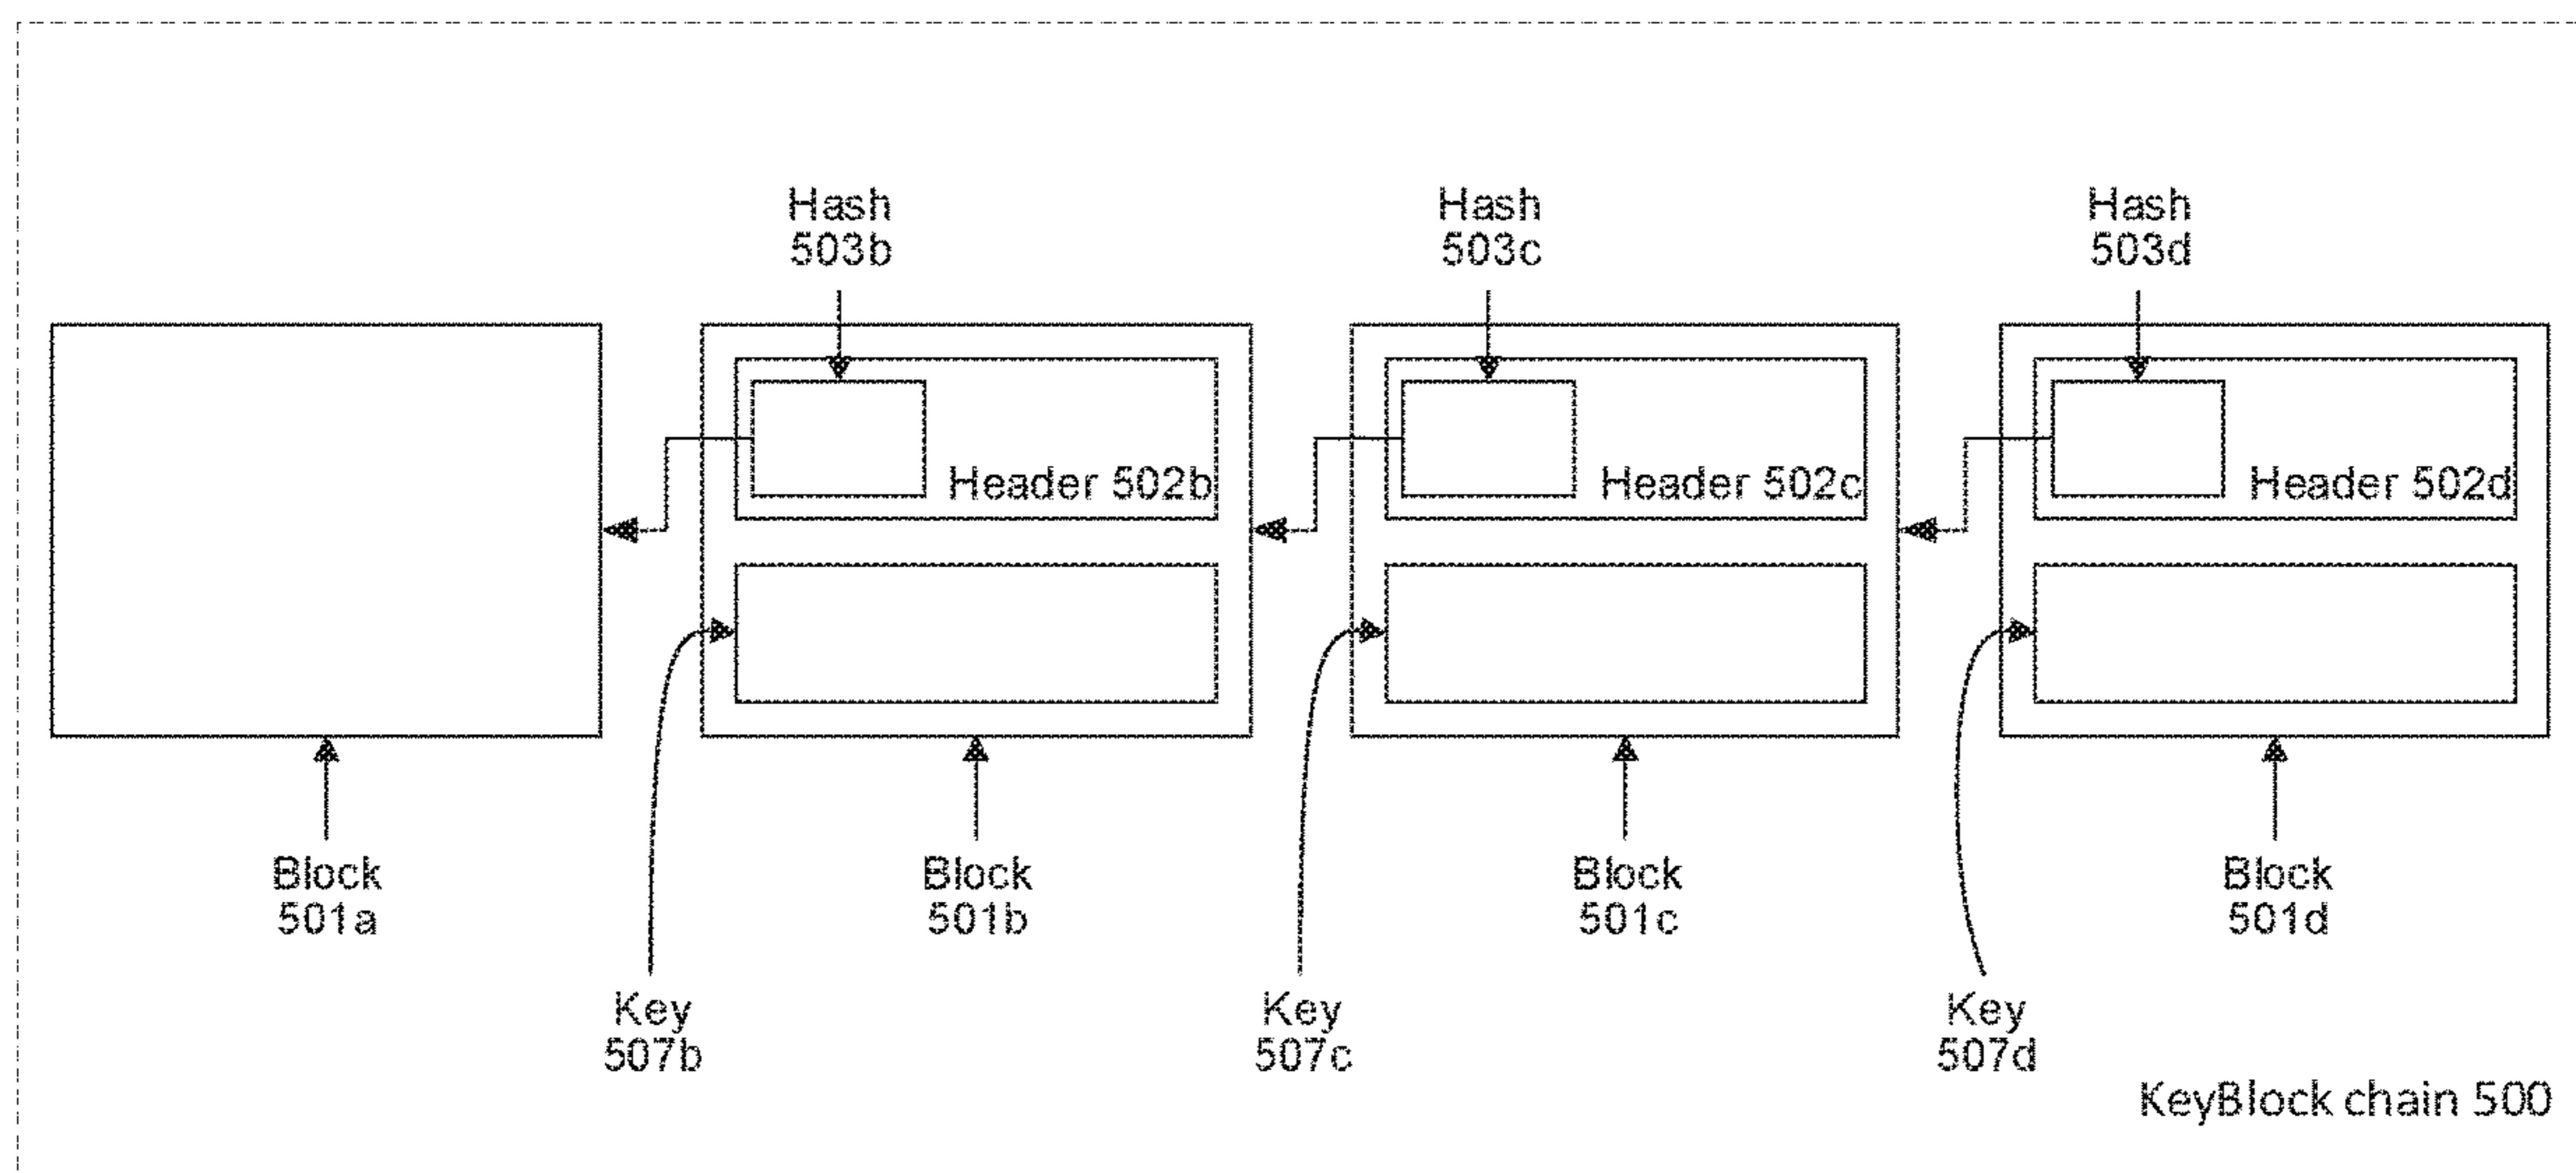 Hash
503b
Hash
503c
Hash
503d
Header 502b
Header 502c
Header 502d
Block
501a
Block
501b
Block
501c
Block
501d
Key
507b
Key
507c
Key
507d
KeyBlock chain 500